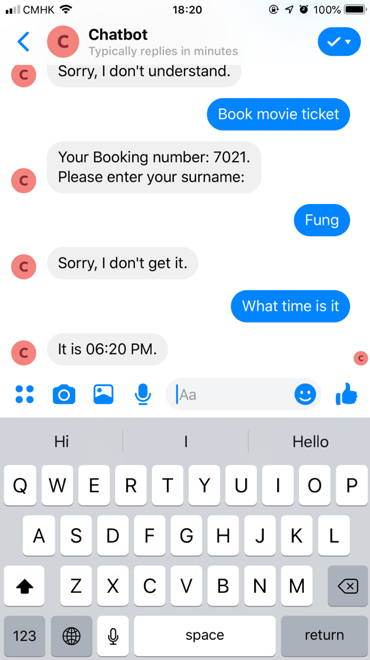 CMHK 18:20 100%
C Chatbot
Typically replies in minutes
C Sorry, I don't understand.
Book movie ticket
Your Booking number: 7021.
C Please enter your surname:
Fung
C Sorry, I don't get it.
What time is it
C It is 06:20 PM.
C
Aa
Hi I Hello
Q W E R T Y U I O P
A S D F G H J K L
Z X C V B N M
123 space return